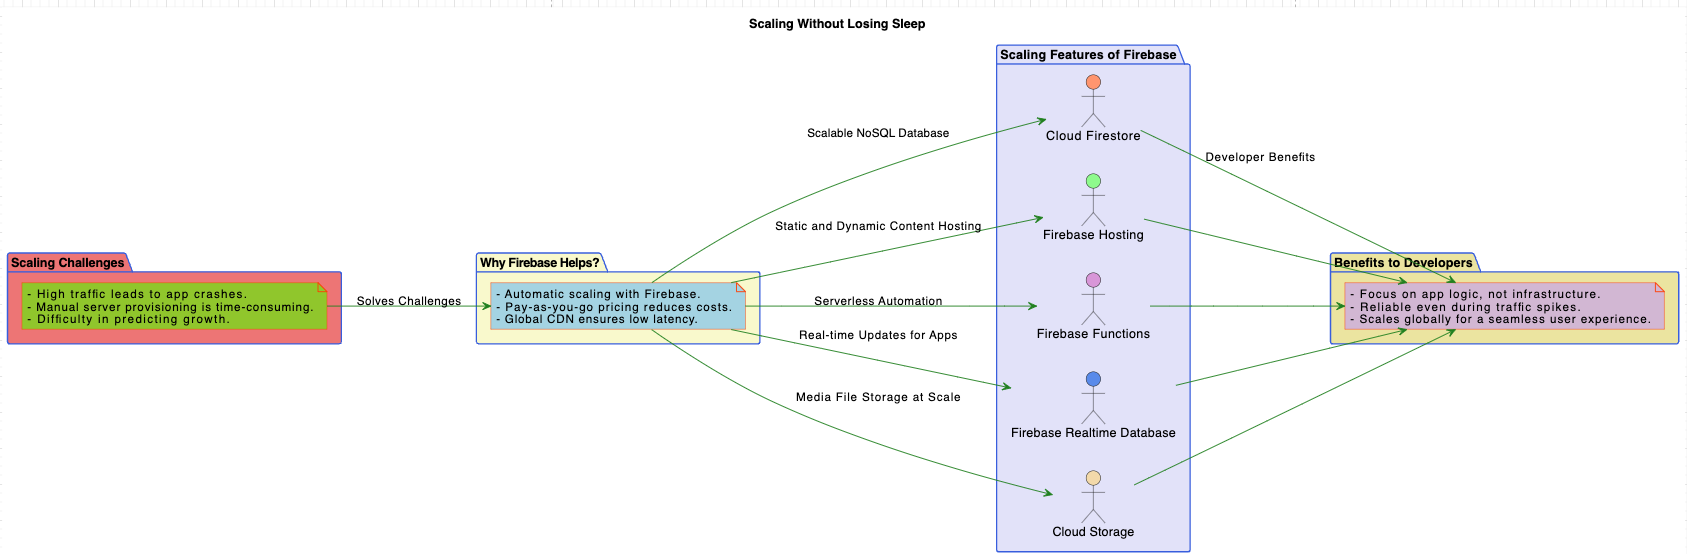 Scaling Without Losing Sleep
Scaling Challenges
- High traffic leads to app crashes.
- Manual server provisioning is time-consuming.
- Difficulty in predicting growth.
Solves Challenges
Why Firebase Helps?
- Automatic scaling with Firebase.
- Pay-as-you-go pricing reduces costs.
- Global CDN ensures low latency.
Scalable NoSQL Database
Static and Dynamic Content Hosting
Serverless Automation
Real-time Updates for Apps
Media File Storage at Scale
Scaling Features of Firebase
Cloud Firestore
Firebase Hosting
Firebase Functions
Firebase Realtime Database
Cloud Storage
Developer Benefits
Benefits to Developers
- Focus on app logic, not infrastructure.
- Reliable even during traffic spikes.
- Scales globally for a seamless user experience.